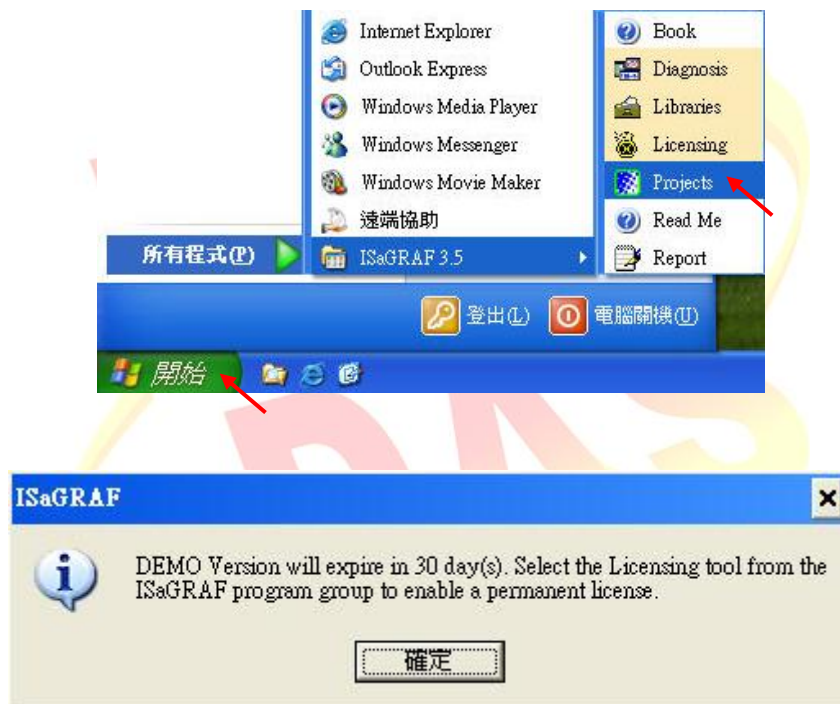 Internet Explorer
Outlook Express
Windows Media Player
Windows Messenger
Windows Movie Maker
遠端協助
ISaGRAF 3.5
Book
Diagnosis
Libraries
Licensing
Projects
Read Me
Report
所有程式(P)
登出(L)
電腦關機(U)
開始
DAS
ISaGRAF
DEMO Version will expire in 30 day(s). Select the Licensing tool from the
ISaGRAF program group to enable a permanent license.
確定